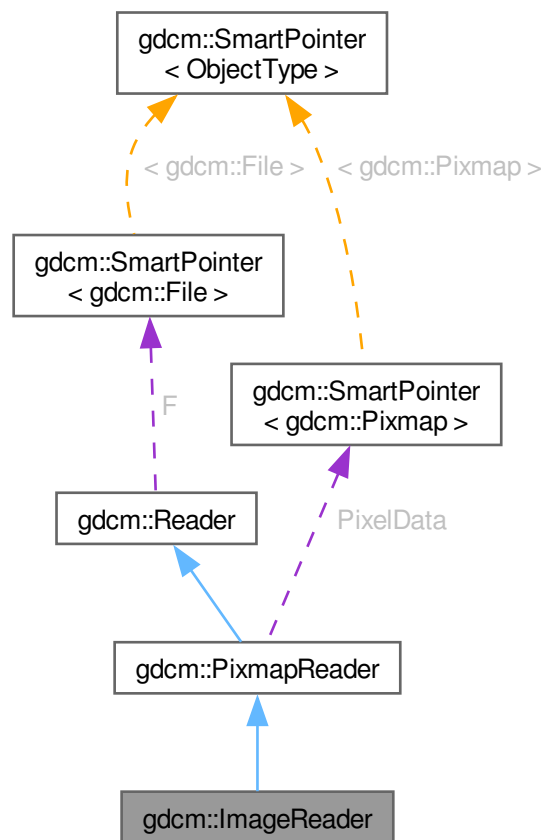 gdcm::SmartPointer
< ObjectType >
< gdcm::File >
< gdcm::Pixmap >
gdcm::SmartPointer
< gdcm::File >
gdcm::SmartPointer
< gdcm::Pixmap >
F
gdcm::Reader
PixelData
gdcm::PixmapReader
gdcm::ImageReader